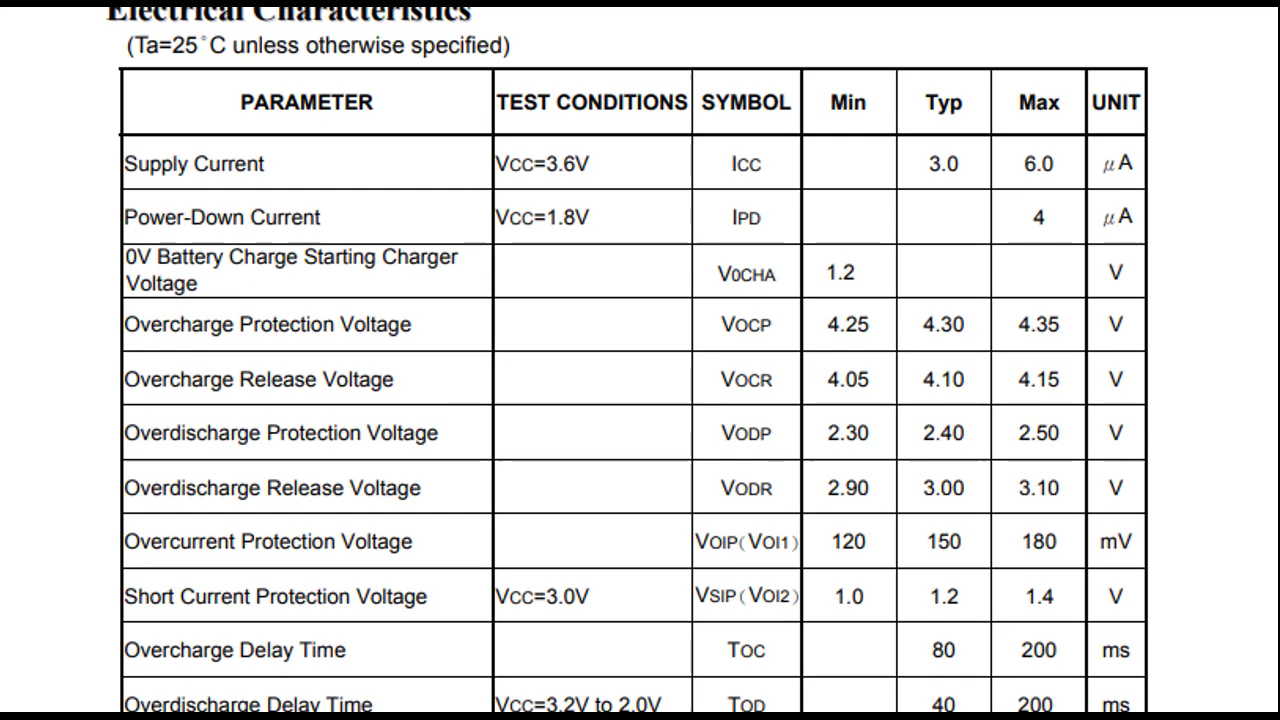 Electrical Characteristics
(Ta=25°C unless otherwise specified)
PARAMETER TEST CONDITIONS SYMBOL Min Typ Max UNIT
Supply Current VCC=3.6V ICC 3.0 6.0 μA
Power-Down Current VCC=1.8V IPD 4 μA
0V Battery Charge Starting Charger
Voltage V0CHA 1.2 V
Overcharge Protection Voltage VOCP 4.25 4.30 4.35 V
Overcharge Release Voltage VOCR 4.05 4.10 4.15 V
Overdischarge Protection Voltage VODP 2.30 2.40 2.50 V
Overdischarge Release Voltage VODR 2.90 3.00 3.10 V
Overcurrent Protection Voltage VOIP(VOI1) 120 150 180 mV
Short Current Protection Voltage VCC=3.0V VSIP(VOI2) 1.0 1.2 1.4 V
Overcharge Delay Time TOC 80 200 ms
Overdischarge Delay Time VCC=3.2V to 2.0V TOD 40 200 ms